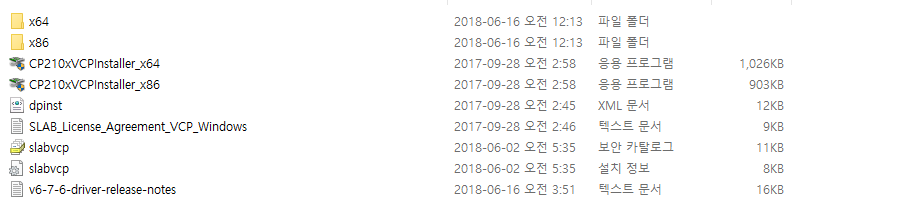 x64 2018-06-16 오전 12:13 파일 폴더
x86 2018-06-16 오전 12:13 파일 폴더
CP210xVCPInstaller_x64 2017-09-28 오전 2:58 응용 프로그램 1,026KB
CP210xVCPInstaller_x86 2017-09-28 오전 2:58 응용 프로그램 903KB
dpinst 2017-09-28 오전 2:45 XML 문서 12KB
SLAB_License_Agreement_VCP_Windows 2017-09-28 오전 2:46 텍스트 문서 9KB
slabvcp 2018-06-02 오전 5:35 보안 카탈로그 11KB
slabvcp 2018-06-02 오전 5:35 설치 정보 8KB
v6-7-6-driver-release-notes 2018-06-16 오전 3:51 텍스트 문서 16KB